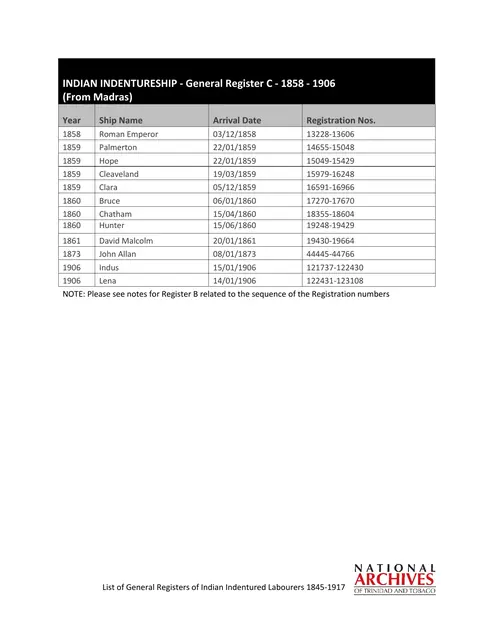 INDIAN INDENTURESHIP - General Register C - 1858 - 1906
(From Madras)
Year Ship Name Arrival Date Registration Nos.
1858 Roman Emperor 03/12/1858 13228-13606
1859 Palmerton 22/01/1859 14655-15048
1859 Hope 22/01/1859 15049-15429
1859 Cleaveland 19/03/1859 15979-16248
1859 Clara 05/12/1859 16591-16966
1860 Bruce 06/01/1860 17270-17670
1860 Chatham 15/04/1860 18355-18604
1860 Hunter 15/06/1860 19248-19429
1861 David Malcolm 20/01/1861 19430-19664
1873 John Allan 08/01/1873 44445-44766
1906 Indus 15/01/1906 121737-122430
1906 Lena 14/01/1906 122431-123108
NOTE: Please see notes for Register B related to the sequence of the Registration numbers
List of General Registers of Indian Indentured Labourers 1845-1917
NATIONAL
ARCHIVES
OF TRINIDAD AND TOBAGO